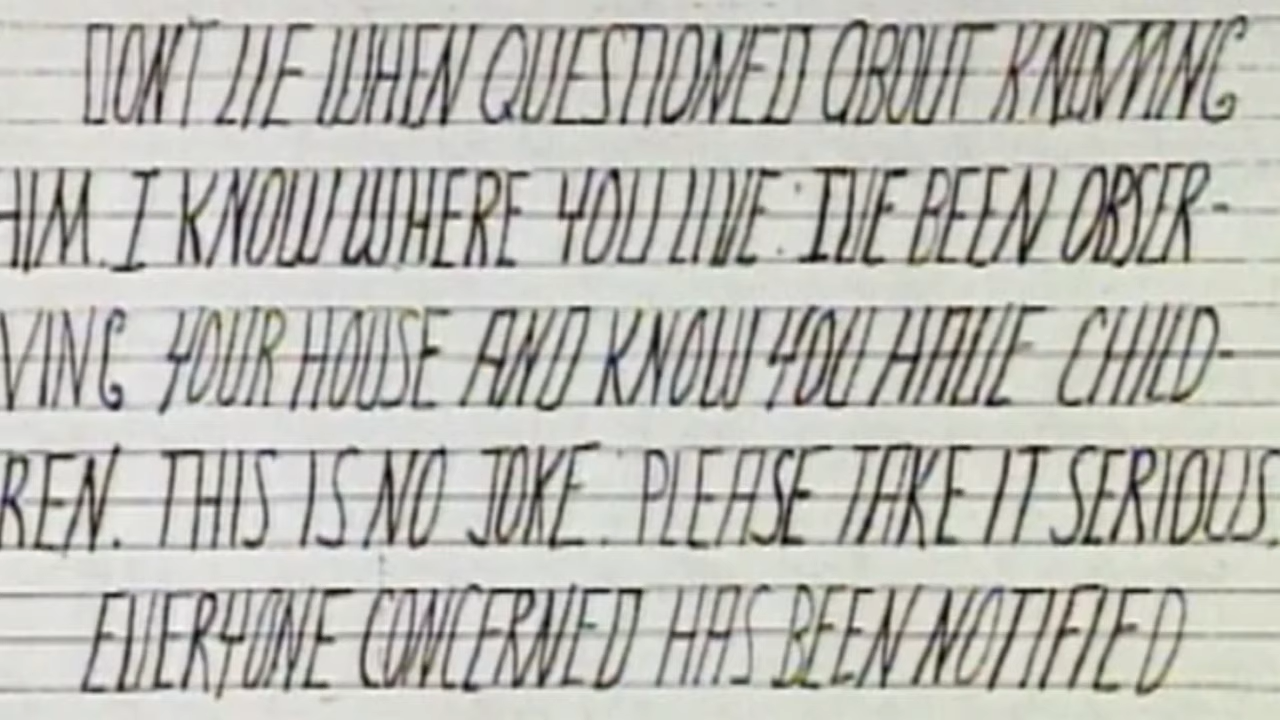 DON'T LIE WHEN QUESTIONED ABOUT KNOWING
HIM. I KNOW WHERE YOU LIVE. I'VE BEEN OBSER-
VING YOUR HOUSE AND KNOW YOU HAVE CHILD-
REN. THIS IS NO JOKE. PLEASE TAKE IT SERIOUS.
EVERYONE CONCERNED HAS BEEN NOTIFIED